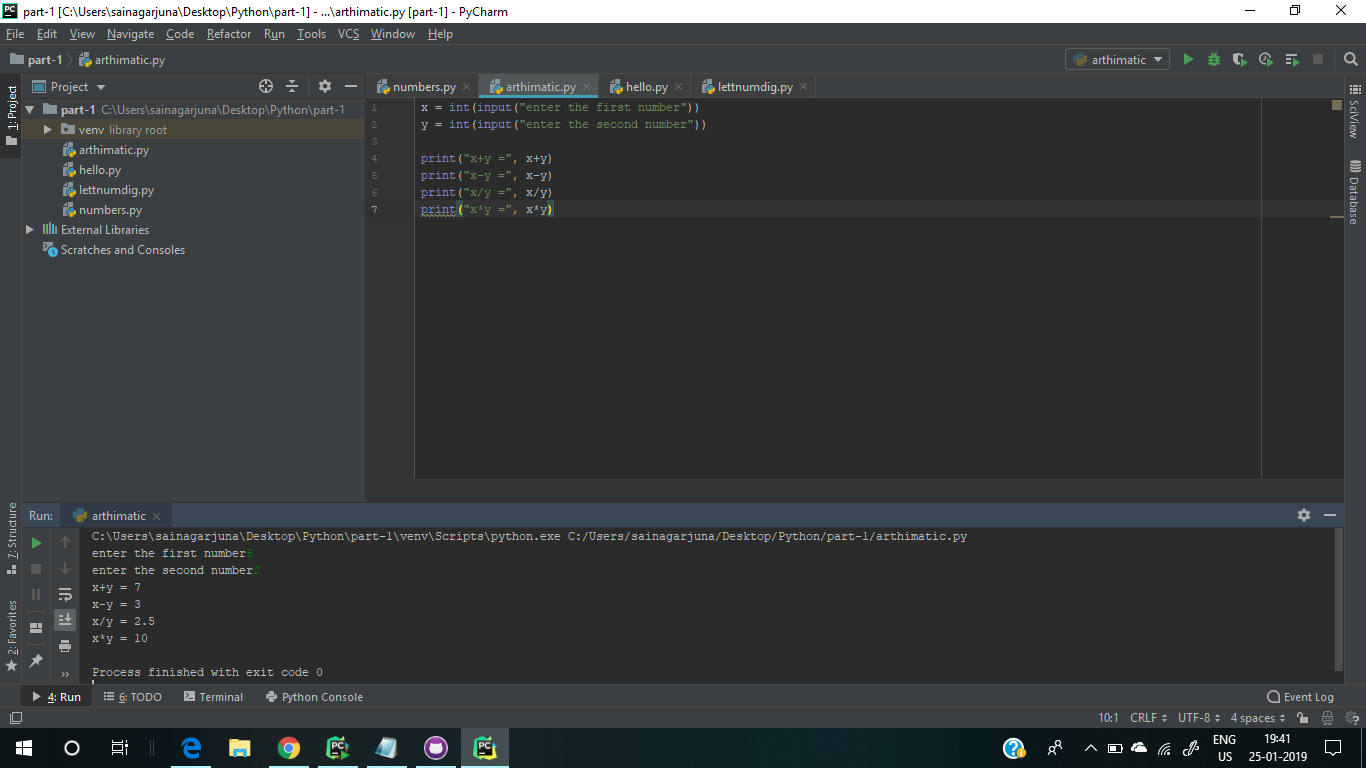 part-1 [C:\Users\sainagarjuna\Desktop\Python\part-1] - ...\arthimatic.py [part-1] - PyCharm
File Edit View Navigate Code Refactor Run Tools VCS Window Help
part-1 arthimatic.py
arthimatic
1: Project
Project
numbers.py
arthimatic.py
hello.py
lettnumdig.py
part-1 C:\Users\sainagarjuna\Desktop\Python\part-1
venv library root
arthimatic.py
hello.py
lettnumdig.py
numbers.py
External Libraries
Scratches and Consoles
1 x = int(input("enter the first number"))
2 y = int(input("enter the second number"))
3
4 print("x+y =", x+y)
5 print("x-y =", x-y)
6 print("x/y =", x/y)
7 print("x*y =", x*y)
SciView
Database
7: Structure
2: Favorites
Run: arthimatic
C:\Users\sainagarjuna\Desktop\Python\part-1\venv\Scripts\python.exe C:/Users/sainagarjuna/Desktop/Python/part-1/arthimatic.py
enter the first number5
enter the second number2
x+y = 7
x-y = 3
x/y = 2.5
x*y = 10
Process finished with exit code 0
4: Run 6: TODO Terminal Python Console Event Log
10:1 CRLF UTF-8 4 spaces
PC PC
ENG 19:41
US 25-01-2019